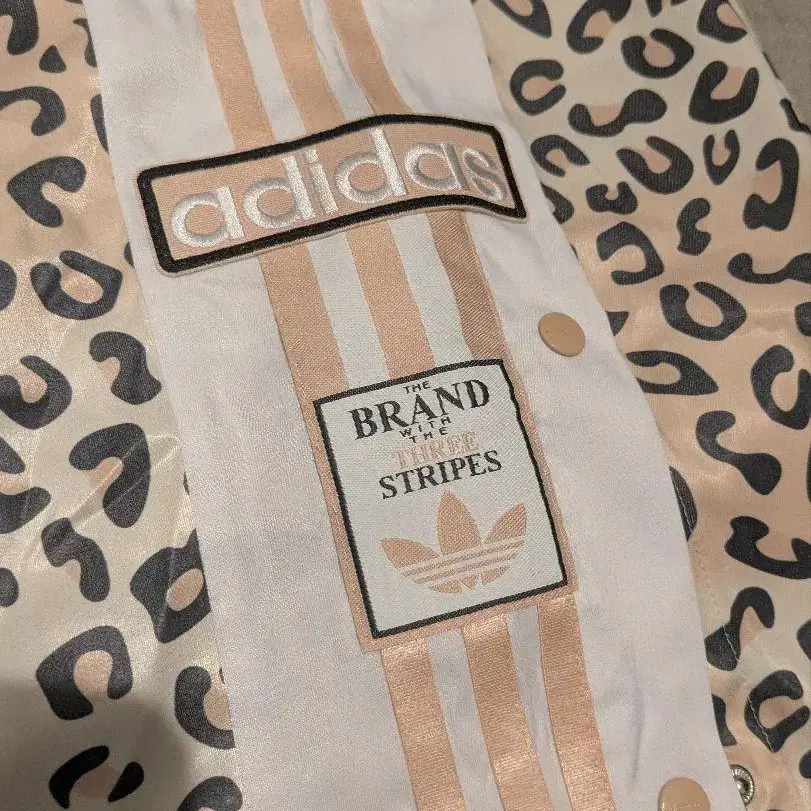 adidas
THE
BRAND
WITH
THE
THREE
STRIPES